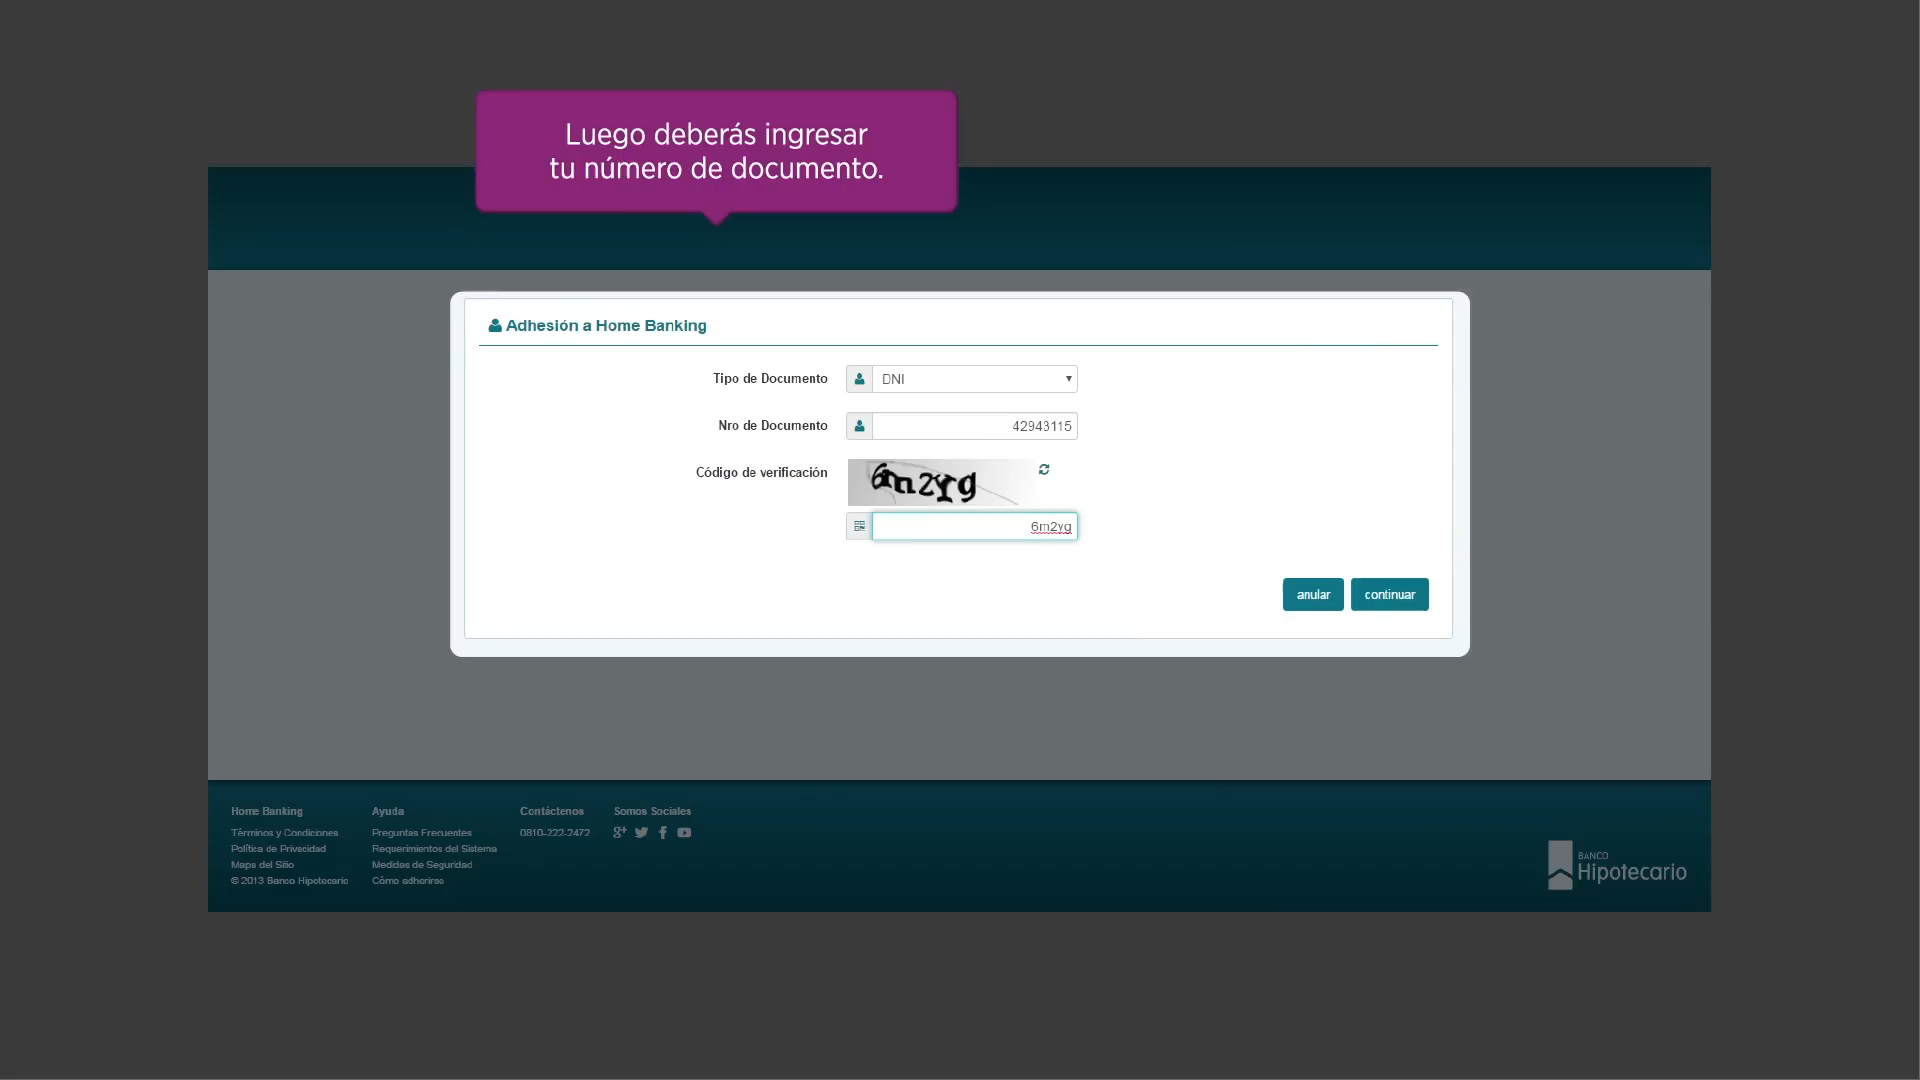 Luego deberás ingresar
tu número de documento.
Adhesión a Home Banking
Tipo de Documento
DNI
Nro de Documento
42943115
Código de verificación
6m2Yg
6m2yg
anular
continuar
Home Banking
Términos y Condiciones
Política de Privacidad
Mapa del Sitio
© 2013 Banco Hipotecario
Ayuda
Preguntas Frecuentes
Requerimientos del Sistema
Medidas de Seguridad
Cómo adherirse
Contáctenos
0810-222-2472
Somos Sociales
BANCO
Hipotecario